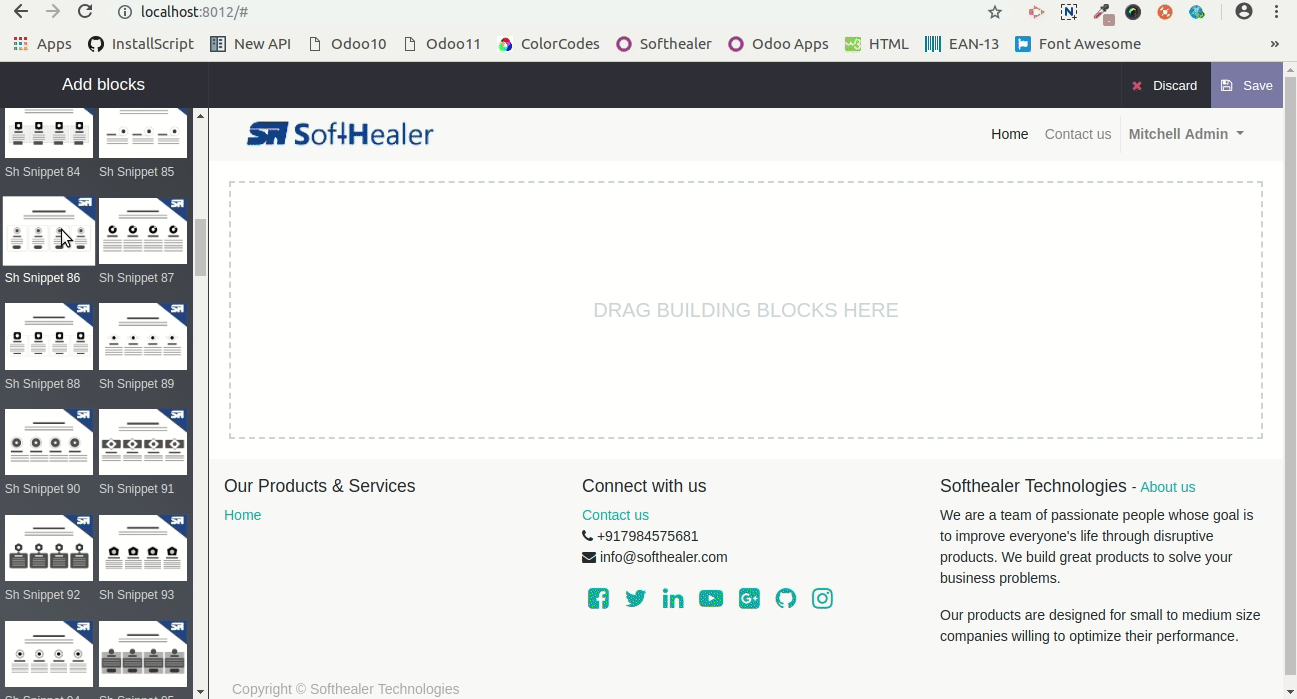 localhost:8012/#
Apps InstallScript New API Odoo10 Odoo11 ColorCodes Softhealer Odoo Apps HTML EAN-13 Font Awesome »
Add blocks
Discard Save
SoftHealer
Home Contact us Mitchell Admin
Sh Snippet 84 Sh Snippet 85
Sh Snippet 86 Sh Snippet 87
Sh Snippet 88 Sh Snippet 89
Sh Snippet 90 Sh Snippet 91
Sh Snippet 92 Sh Snippet 93
DRAG BUILDING BLOCKS HERE
Our Products & Services
Home
Connect with us
Contact us
+917984575681
info@softhealer.com
Softhealer Technologies - About us
We are a team of passionate people whose goal is
to improve everyone's life through disruptive
products. We build great products to solve your
business problems.
Our products are designed for small to medium size
companies willing to optimize their performance.
Copyright © Softhealer Technologies